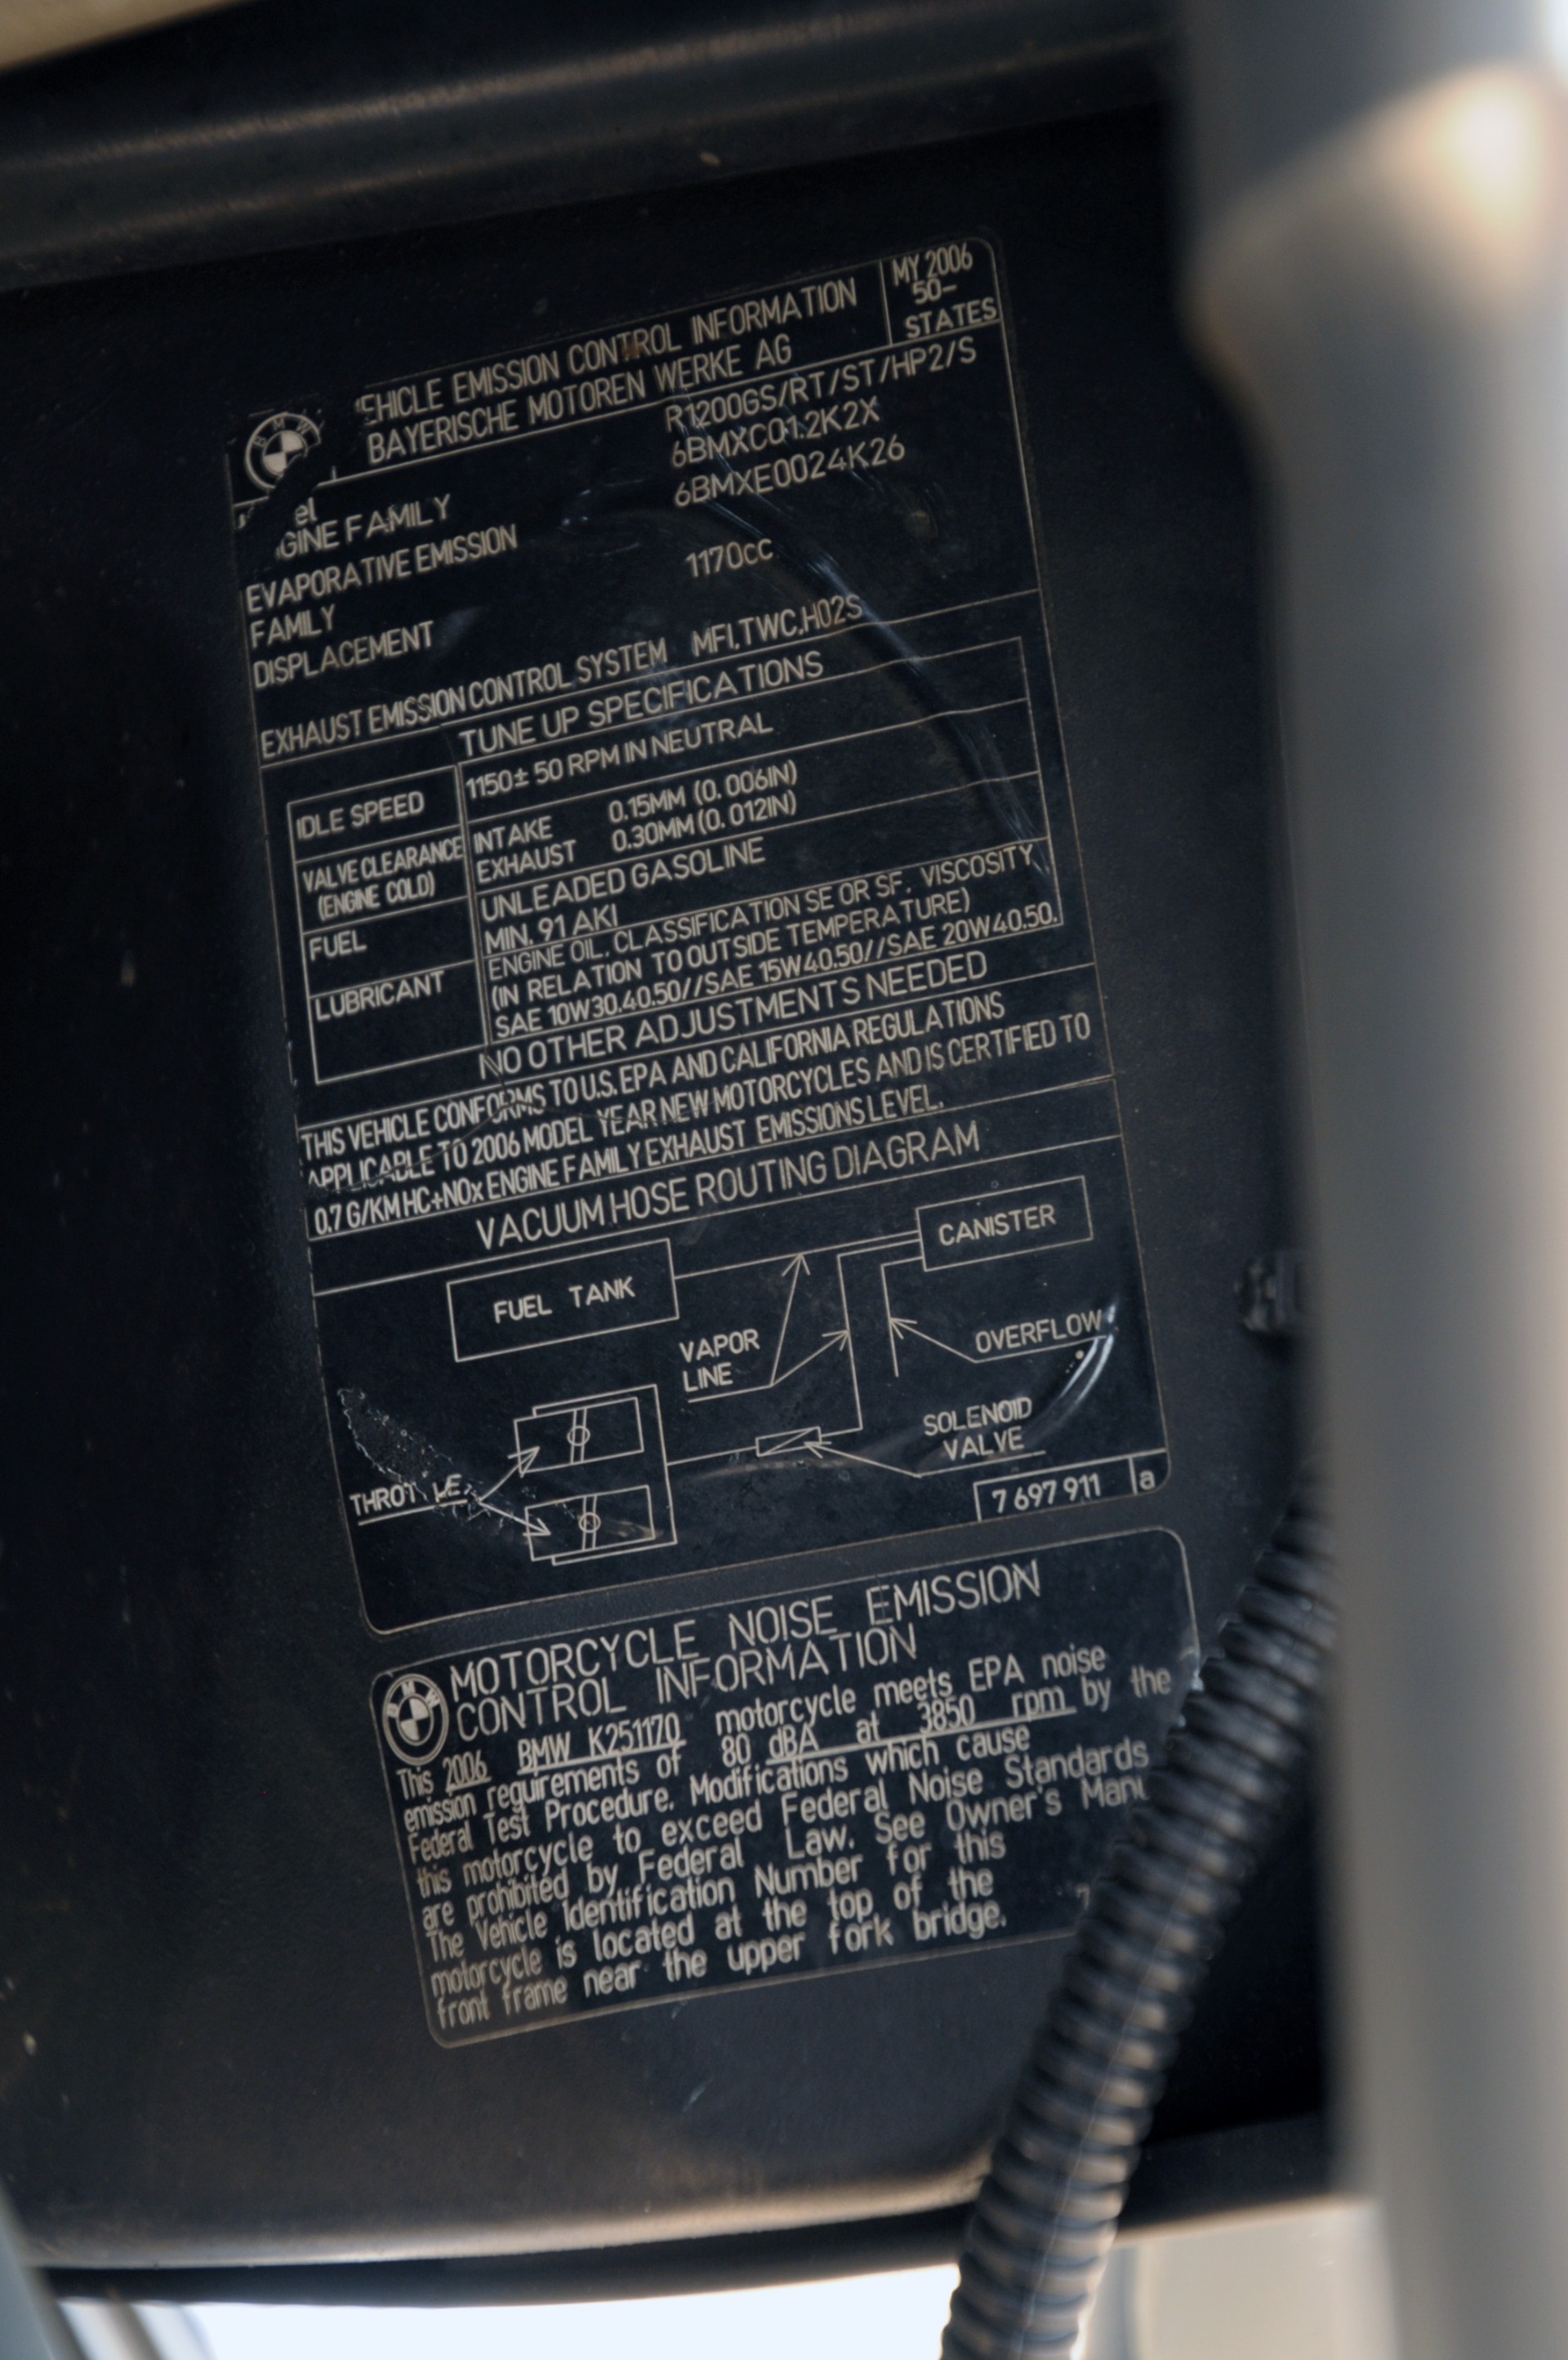 EHICLE EMISSION CONTROL INFORMATION
BAYERISCHE MOTOREN WERKE AG
MY 2006
50-
STATES
BMW
el R1200GS/RT/ST/HP2/S
GINE FAMILY 6BMXC01.2K2X
EVAPORATIVE EMISSION 6BMXE0024K26
FAMILY
DISPLACEMENT 1170cc
EXHAUST EMISSION CONTROL SYSTEM MFI,TWC,HO2S
TUNE UP SPECIFICATIONS
IDLE SPEED 1150± 50 RPM IN NEUTRAL
VALVE CLEARANCE INTAKE 0.15MM (0. 006IN)
(ENGINE COLD) EXHAUST 0.30MM (0. 012IN)
FUEL UNLEADED GASOLINE
MIN. 91 AKI
LUBRICANT ENGINE OIL, CLASSIFICATION SE OR SF. VISCOSITY
(IN RELATION TO OUTSIDE TEMPERATURE)
SAE 10W30.40.50//SAE 15W40.50//SAE 20W40.50.
NO OTHER ADJUSTMENTS NEEDED
THIS VEHICLE CONFORMS TO U.S. EPA AND CALIFORNIA REGULATIONS
APPLICABLE TO 2006 MODEL YEAR NEW MOTORCYCLES AND IS CERTIFIED TO
0.7 G/KM HC+NOx ENGINE FAMILY EXHAUST EMISSIONS LEVEL.
VACUUM HOSE ROUTING DIAGRAM
CANISTER
FUEL TANK
VAPOR
LINE
OVERFLOW
SOLENOID
VALVE
THROT LE
7 697 911 a
BMW
MOTORCYCLE NOISE EMISSION
CONTROL INFORMATION
This 2006 BMW K251170 motorcycle meets EPA noise
emission requirements of 80 dBA at 3850 rpm by the
Federal Test Procedure. Modifications which cause
this motorcycle to exceed Federal Noise Standards
are prohibited by Federal Law. See Owner's Manu
The Vehicle Identification Number for this
motorcycle is located at the top of the
front frame near the upper fork bridge.